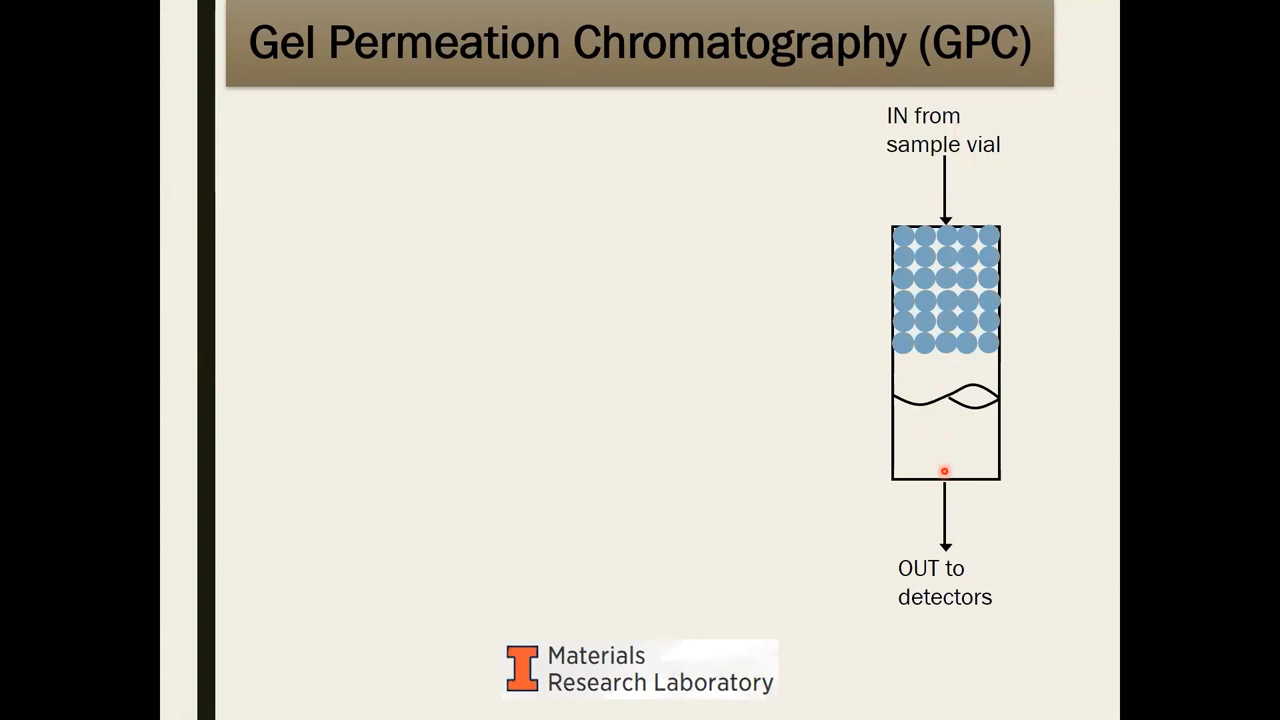 Gel Permeation Chromatography (GPC)
IN from
sample vial
OUT to
detectors
Materials
Research Laboratory